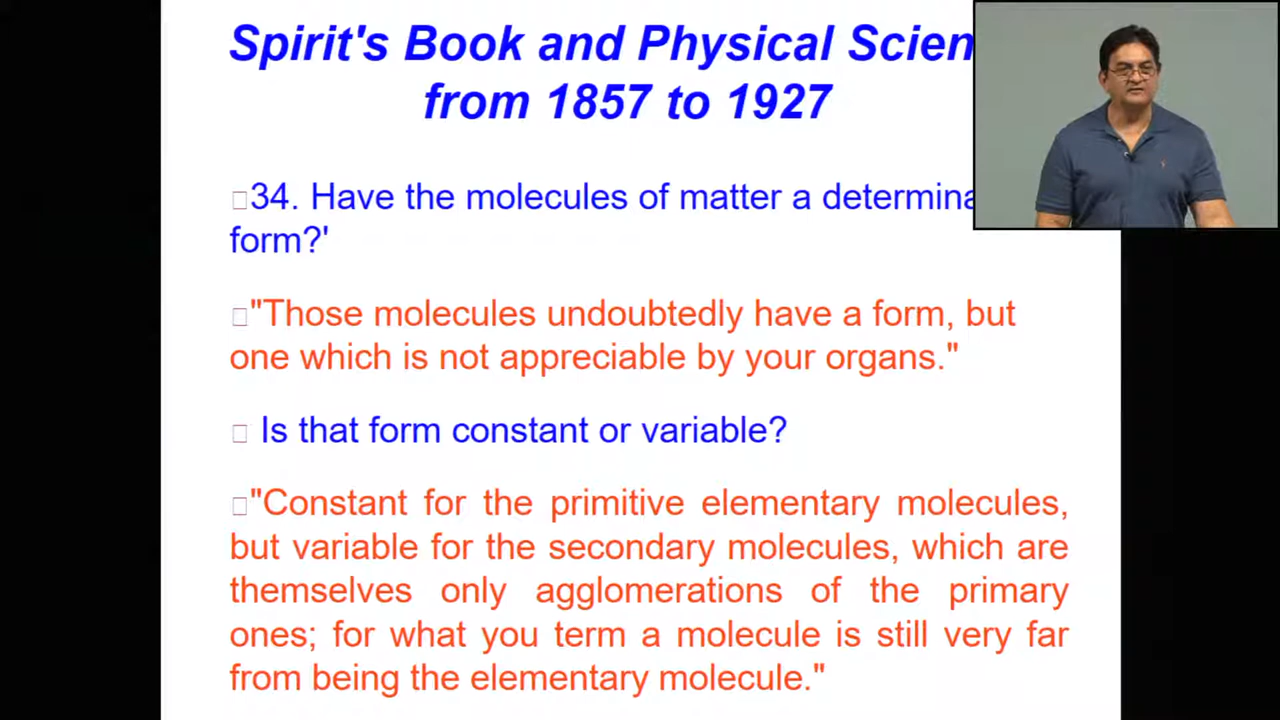 Spirit's Book and Physical Scien
from 1857 to 1927
34. Have the molecules of matter a determina
form?'
"Those molecules undoubtedly have a form, but
one which is not appreciable by your organs."
Is that form constant or variable?
"Constant for the primitive elementary molecules,
but variable for the secondary molecules, which are
themselves only agglomerations of the primary
ones; for what you term a molecule is still very far
from being the elementary molecule."